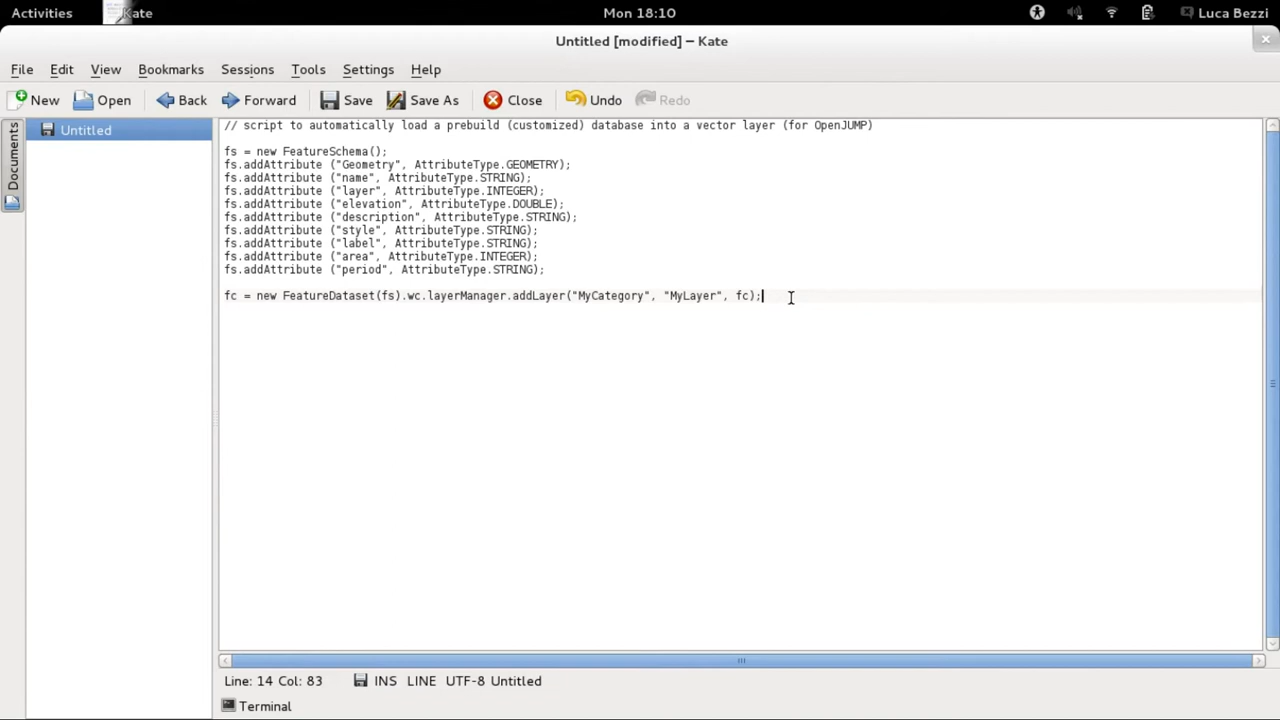 Activities Kate Mon 18:10 Luca Bezzi
Untitled [modified] – Kate
File Edit View Bookmarks Sessions Tools Settings Help
New Open Back Forward Save Save As Close Undo Redo
Documents
Untitled
// script to automatically load a prebuild (customized) database into a vector layer (for OpenJUMP)
fs = new FeatureSchema();
fs.addAttribute ("Geometry", AttributeType.GEOMETRY);
fs.addAttribute ("name", AttributeType.STRING);
fs.addAttribute ("layer", AttributeType.INTEGER);
fs.addAttribute ("elevation", AttributeType.DOUBLE);
fs.addAttribute ("description", AttributeType.STRING);
fs.addAttribute ("style", AttributeType.STRING);
fs.addAttribute ("label", AttributeType.STRING);
fs.addAttribute ("area", AttributeType.INTEGER);
fs.addAttribute ("period", AttributeType.STRING);
fc = new FeatureDataset(fs).wc.layerManager.addLayer("MyCategory", "MyLayer", fc);
Line: 14 Col: 83 INS LINE UTF-8 Untitled
Terminal